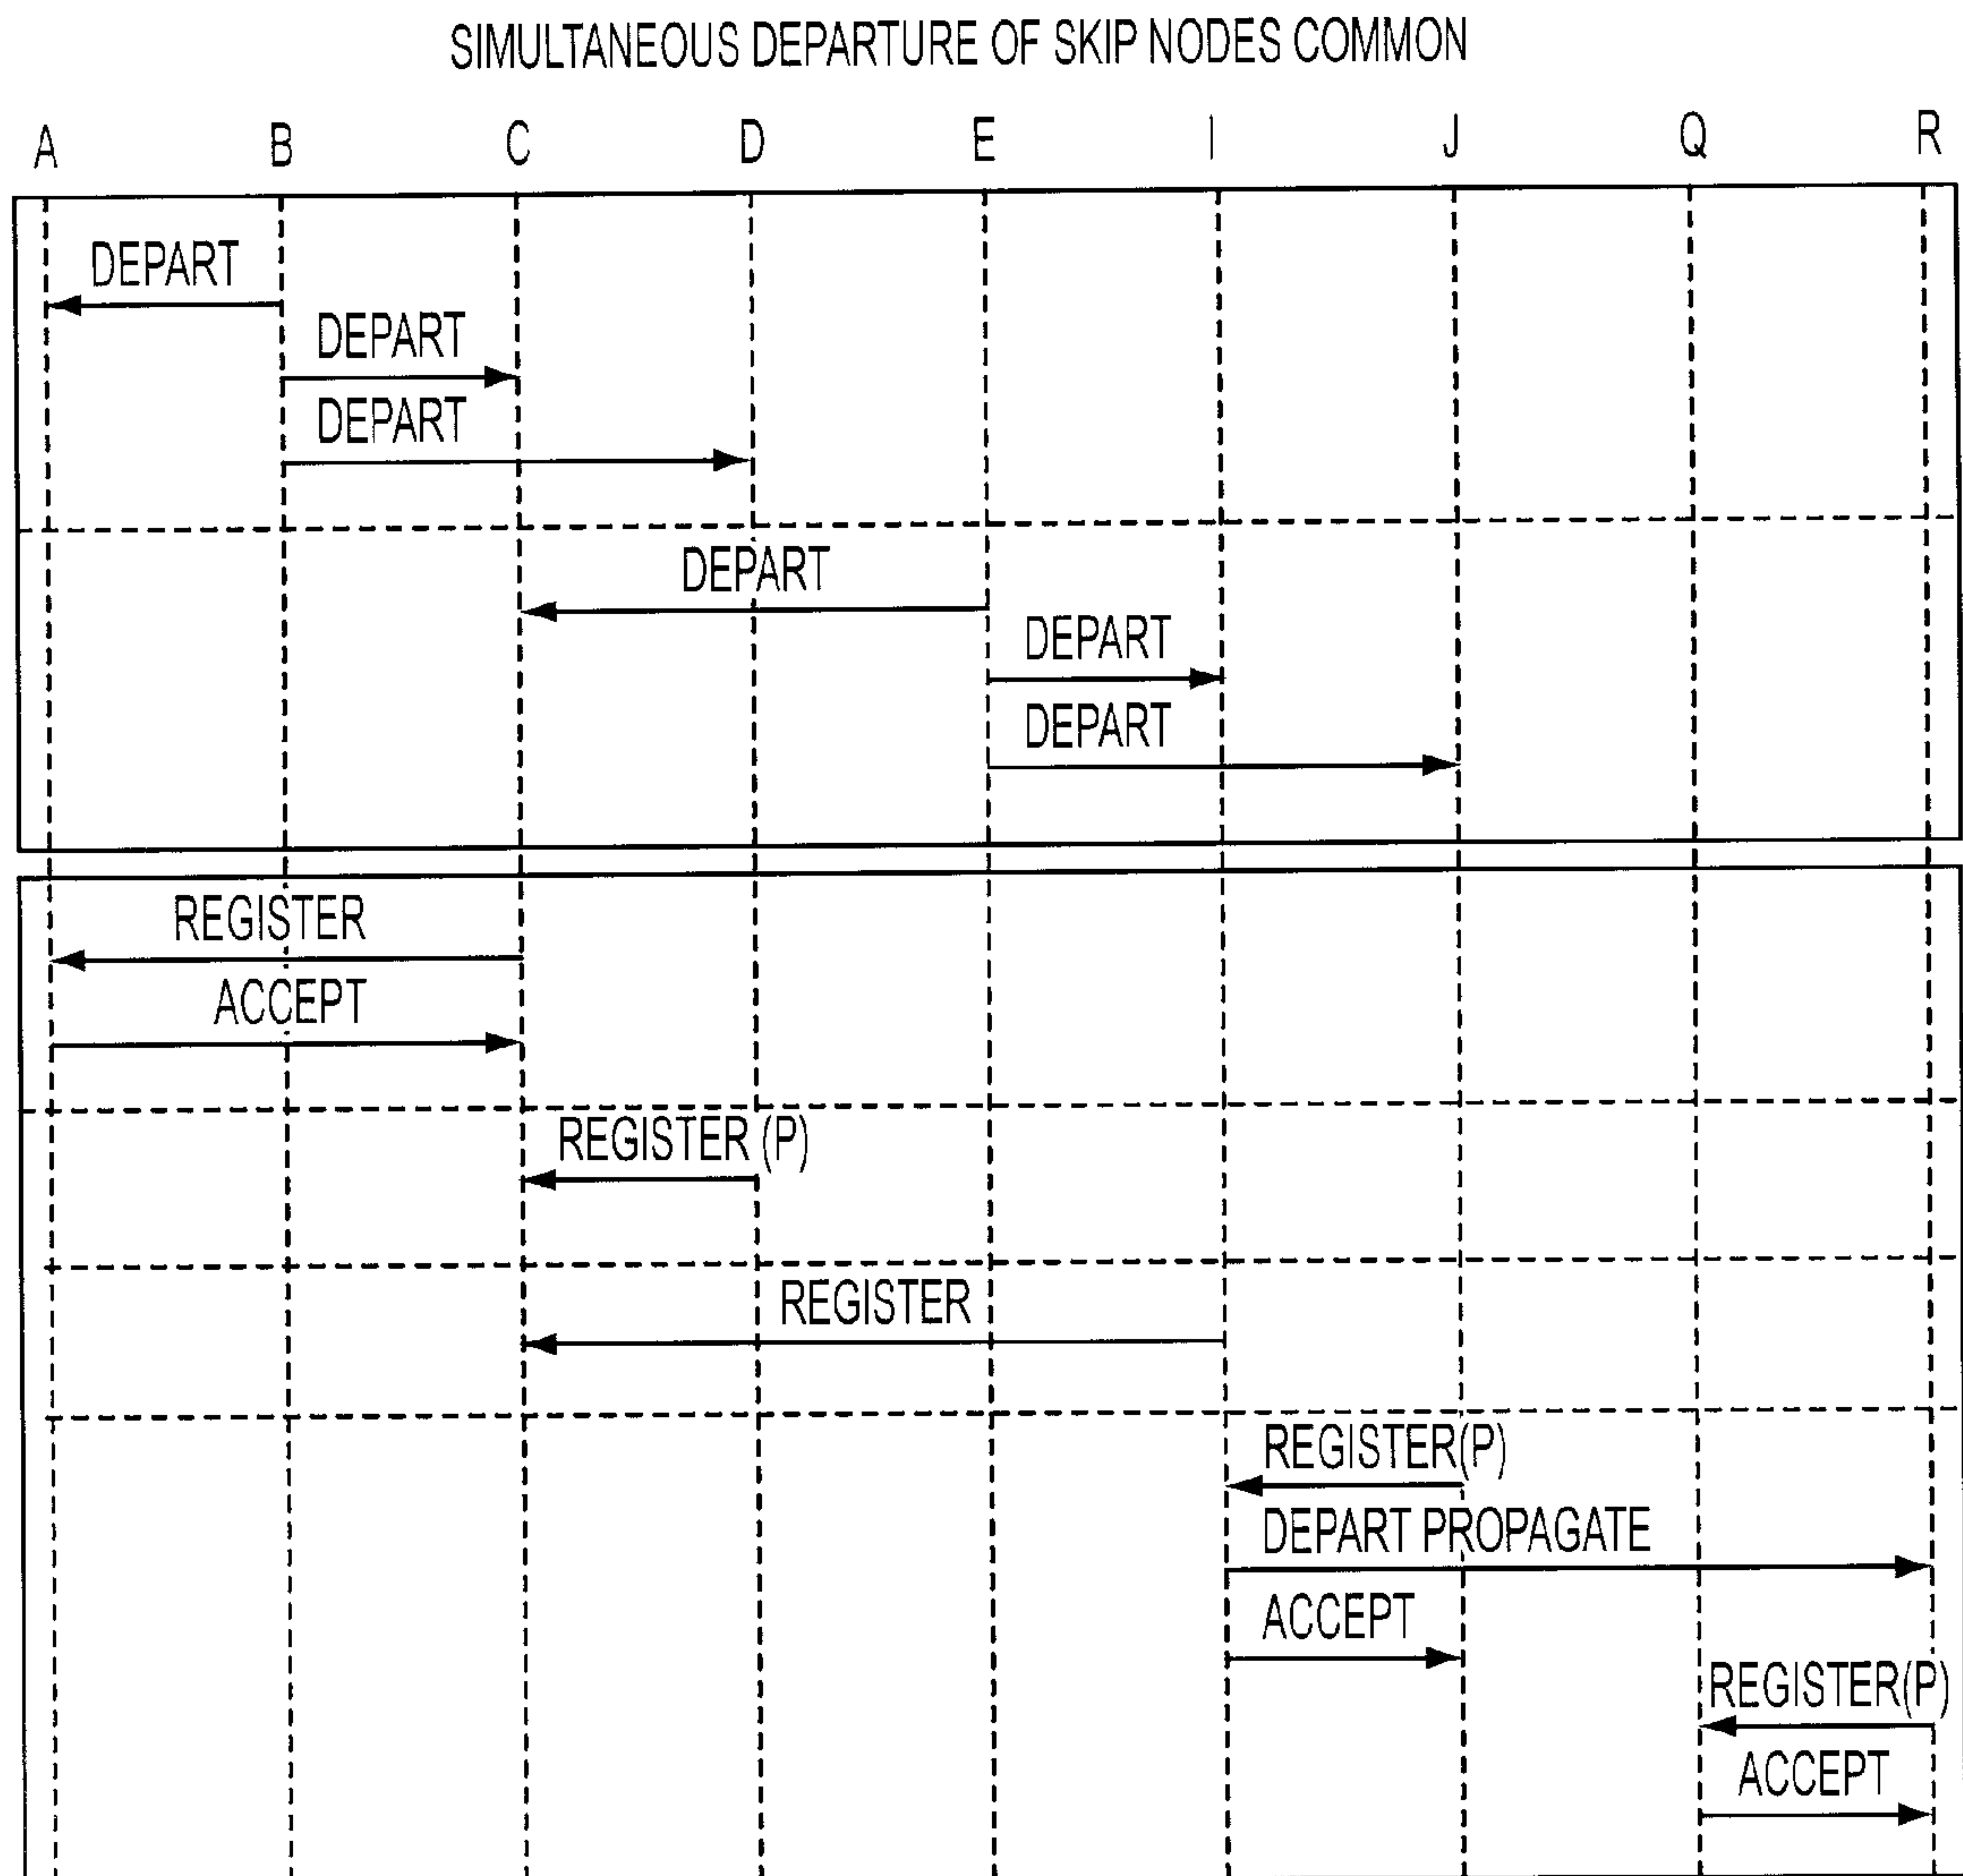 SIMULTANEOUS DEPARTURE OF SKIP NODES COMMON
A B C D E I J Q R
DEPART
DEPART
DEPART
DEPART
DEPART
DEPART
REGISTER
ACCEPT
REGISTER (P)
REGISTER
REGISTER(P)
DEPART PROPAGATE
ACCEPT
REGISTER(P)
ACCEPT